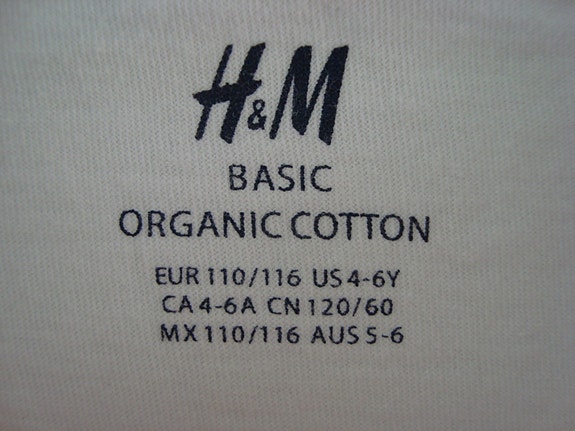 H&M
BASIC
ORGANIC COTTON
EUR 110/116 US 4-6Y
CA 4-6A CN 120/60
MX 110/116 AUS 5-6